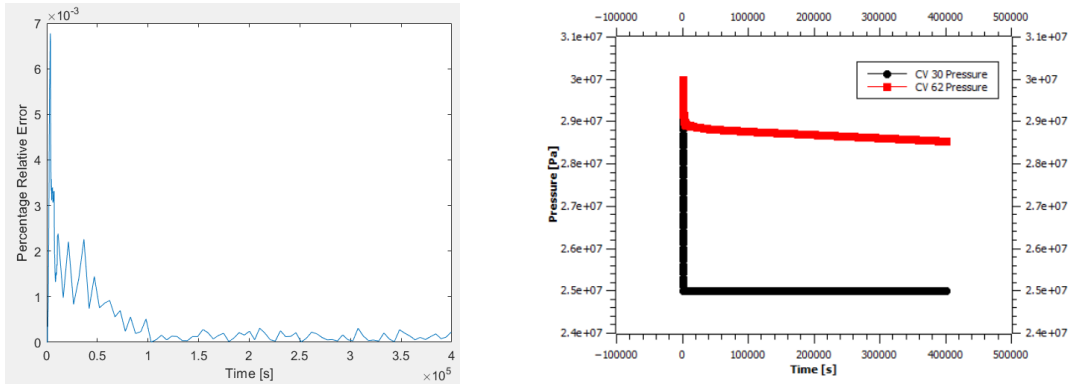 ×10⁻³
7
6
5
4
3
2
1
0
Percentage Relative Error
0 0.5 1 1.5 2 2.5 3 3.5 4
×10⁵
Time [s]
−100000 0 100000 200000 300000 400000 500000
3.1e+07 3.1e+07
3e+07 3e+07
2.9e+07 2.9e+07
2.8e+07 2.8e+07
2.7e+07 2.7e+07
2.6e+07 2.6e+07
2.5e+07 2.5e+07
2.4e+07 2.4e+07
Pressure [Pa]
CV 30 Pressure
CV 62 Pressure
−100000 0 100000 200000 300000 400000 500000
Time [s]